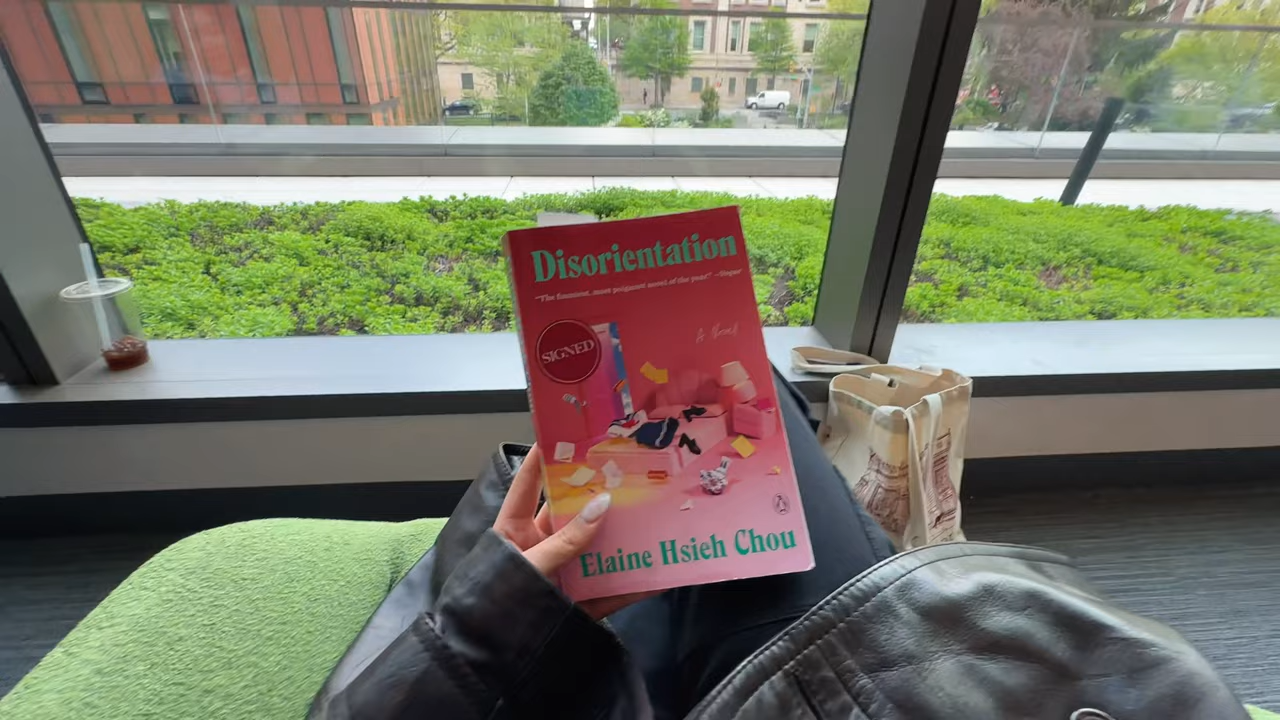 Disorientation
"The funniest, most poignant novel of the year." —Vogue
SIGNED
A Novel
Elaine Hsieh Chou